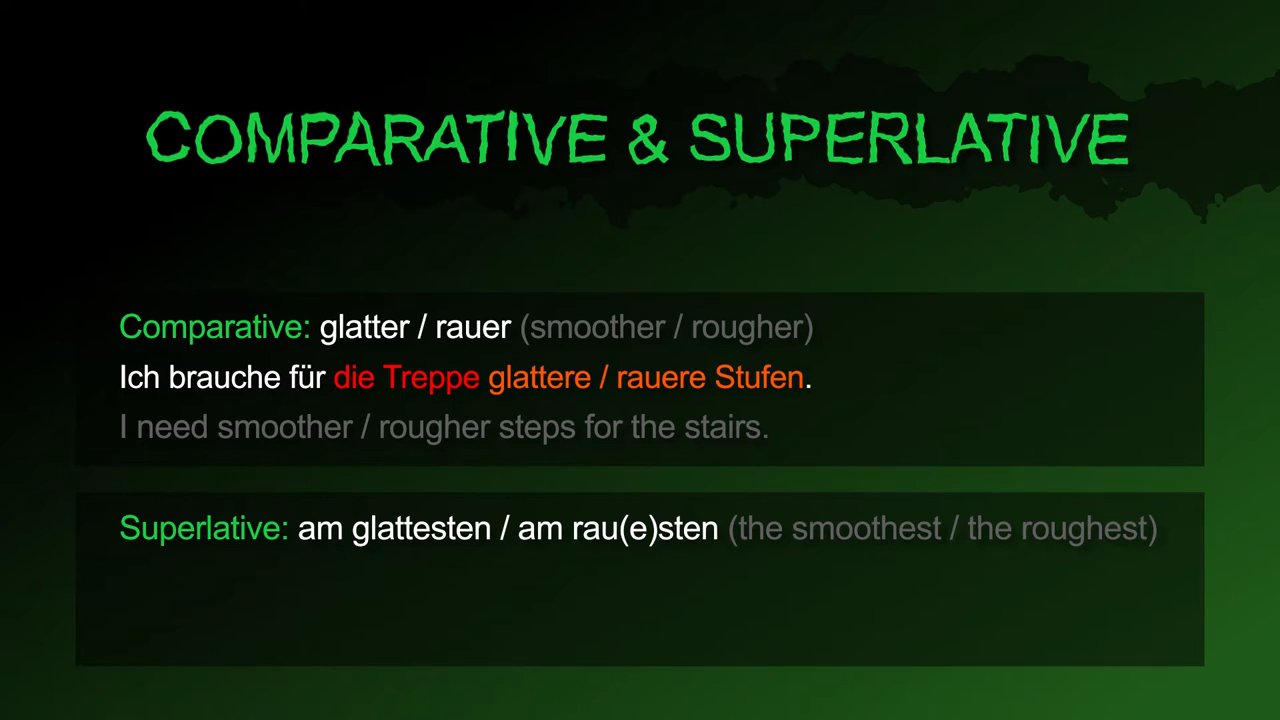 COMPARATIVE & SUPERLATIVE
Comparative: glatter / rauer (smoother / rougher)
Ich brauche für die Treppe glattere / rauere Stufen.
I need smoother / rougher steps for the stairs.
Superlative: am glattesten / am rau(e)sten (the smoothest / the roughest)